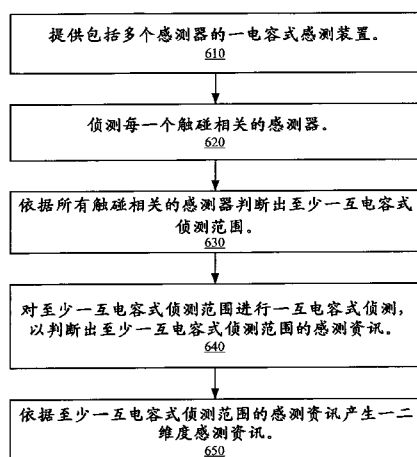 提供包括多个感测器的一电容式感测装置。
610
侦测每一个触碰相关的感测器。
620
依据所有触碰相关的感测器判断出至少一互电容式
侦测范围。
630
对至少一互电容式侦测范围进行一互电容式侦测，
以判断出至少一互电容式侦测范围的感测资讯。
640
依据至少一互电容式侦测范围的感测资讯产生一二
维度感测资讯。
650